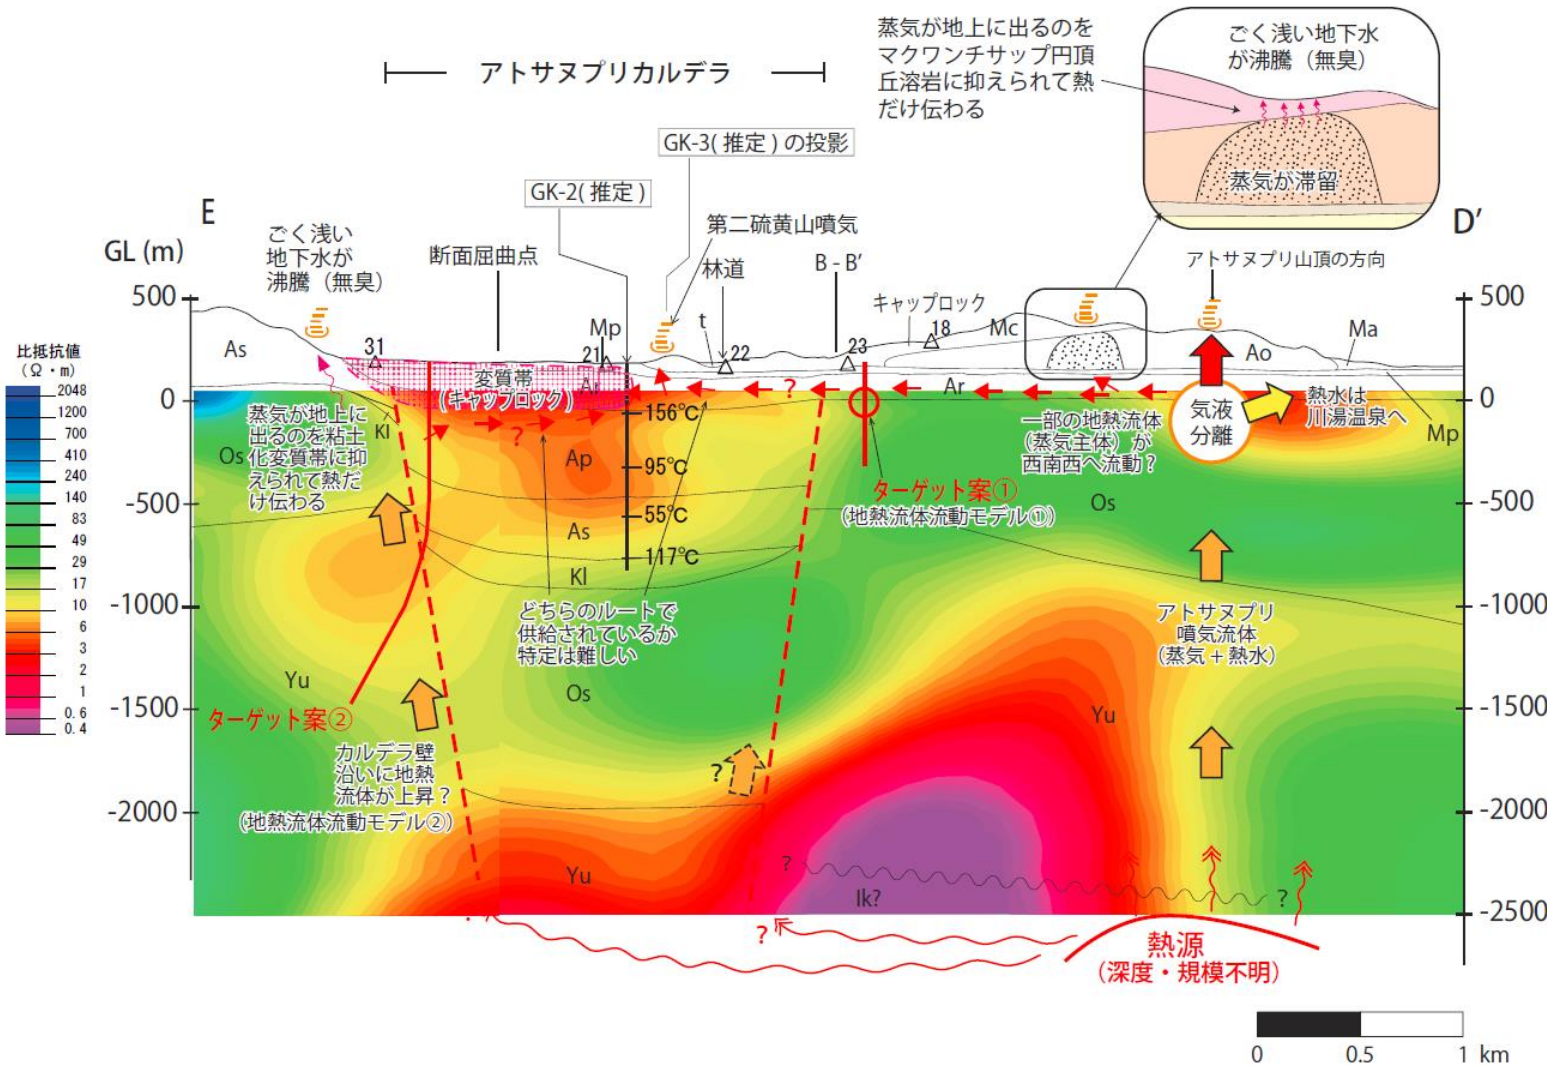 蒸気が地上に出るのを
マクワンチサップ円頂
丘溶岩に抑えられて熱
だけ伝わる
ごく浅い地下水
が沸騰（無臭）
蒸気が滞留
アトサヌプリカルデラ
GK-3(推定)の投影
GK-2(推定)
E
D’
GL (m)
ごく浅い
地下水が
沸騰（無臭）
断面屈曲点
第二硫黄山噴気
林道
B - B’
キャップロック
アトサヌプリ山頂の方向
500
500
As
31
Mp
21
t
22
23
18
Mc
Ao
Ma
比抵抗値
（Ω・m）
2048
1200
700
410
240
140
83
49
29
17
10
6
3
2
1
0.6
0.4
変質帯
(キャップロック)
Ar
?
Ar
0
0
気液
分離
熱水は
川湯温泉へ
Mp
蒸気が地上に
出るのを粘土
化変質帯に抑
えられて熱だ
け伝わる
Kl
Os
?
156℃
Ap
95℃
一部の地熱流体
（蒸気主体）が
西南西へ流動？
ターゲット案①
(地熱流体流動モデル①)
Os
-500
-500
55℃
As
117℃
Kl
-1000
-1000
どちらのルートで
供給されているか
特定は難しい
アトサヌプリ
噴気流体
(蒸気+熱水)
Yu
Os
Yu
-1500
-1500
ターゲット案②
カルデラ壁
沿いに地熱
流体が上昇？
(地熱流体流動モデル②)
?
-2000
-2000
Yu
?
Ik?
?
-2500
?
?
熱源
(深度・規模不明)
0
0.5
1 km